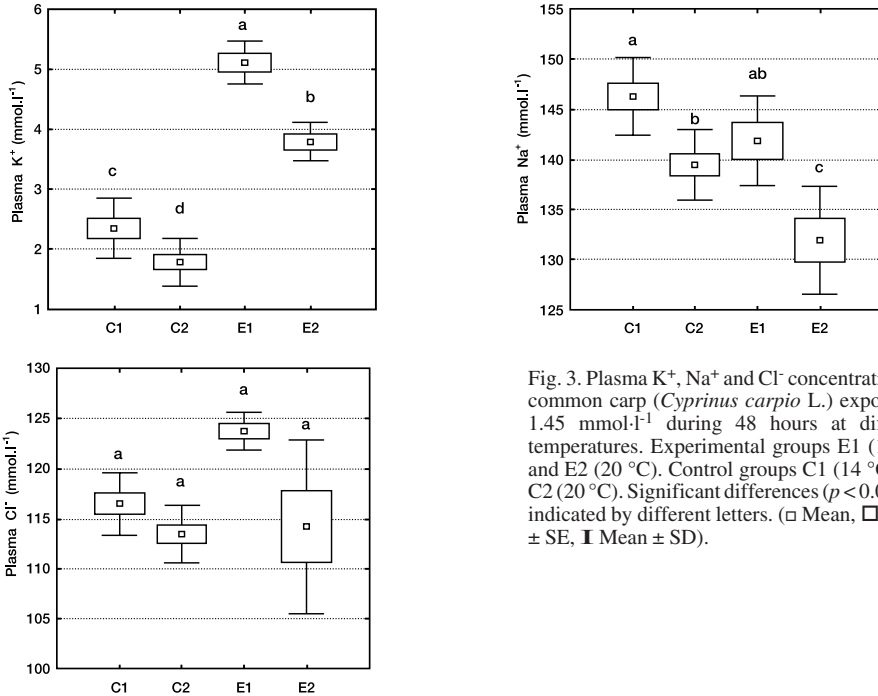 6
a
5
b
4
c
3
d
2
1
Plasma K⁺ (mmol.l⁻¹)
C1 C2 E1 E2
155
a
150
ab
145
b
140
c
135
130
125
Plasma Na⁺ (mmol.l⁻¹)
C1 C2 E1 E2
130
a
125
a
120
a
a
115
110
105
100
Plasma Cl⁻ (mmol.l⁻¹)
C1 C2 E1 E2
Fig. 3. Plasma K⁺, Na⁺ and Cl⁻ concentrati
common carp (Cyprinus carpio L.) expo
1.45 mmol·l⁻¹ during 48 hours at dif
temperatures. Experimental groups E1 (1
and E2 (20 °C). Control groups C1 (14 °C
C2 (20 °C). Significant differences (p < 0.0
indicated by different letters. (□ Mean, □
± SE, I Mean ± SD).